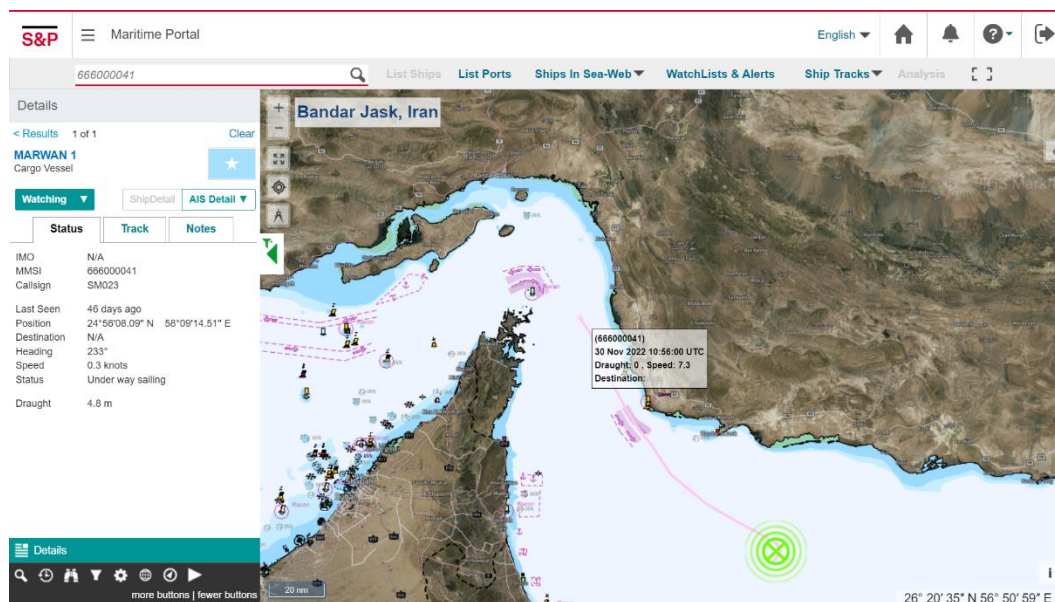 S&P
Maritime Portal
English
666000041
List Ships
List Ports
Ships In Sea-Web
WatchLists & Alerts
Ship Tracks
Analysis
Details
< Results 1 of 1 Clear
MARWAN 1
Cargo Vessel
Watching ShipDetail AIS Detail
Status Track Notes
IMO N/A
MMSI 666000041
Callsign SM023
Last Seen 46 days ago
Position 24°56'08.09" N 58°09'14.51" E
Destination N/A
Heading 233°
Speed 0.3 knots
Status Under way sailing
Draught 4.8 m
Details
more buttons | fewer buttons
Bandar Jask, Iran
(666000041)
30 Nov 2022 10:56:00 UTC
Draught: 0 , Speed: 7.3
Destination:
20 nm
26° 20' 35" N 56° 50' 59" E